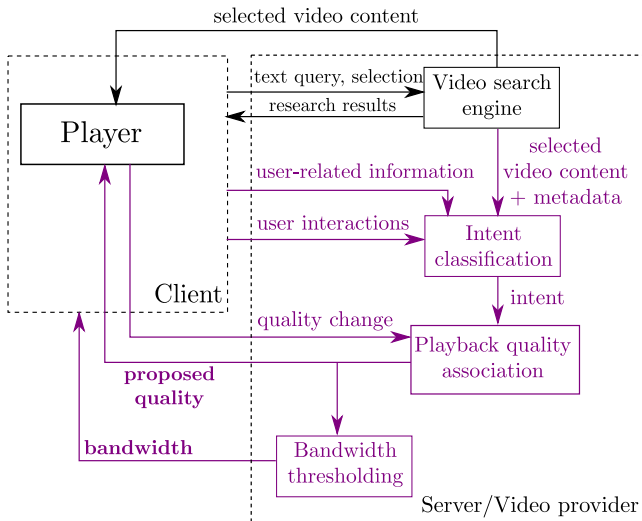 selected video content
text query, selection
research results
Video search
engine
Player
selected
video content
+ metadata
user-related information
user interactions
Intent
classification
Client
intent
quality change
Playback quality
association
proposed
quality
bandwidth
Bandwidth
thresholding
Server/Video provider